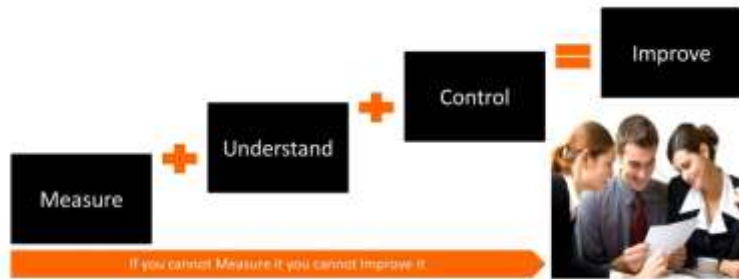 Measure
Understand
Control
Improve
If you cannot Measure it you cannot Improve it